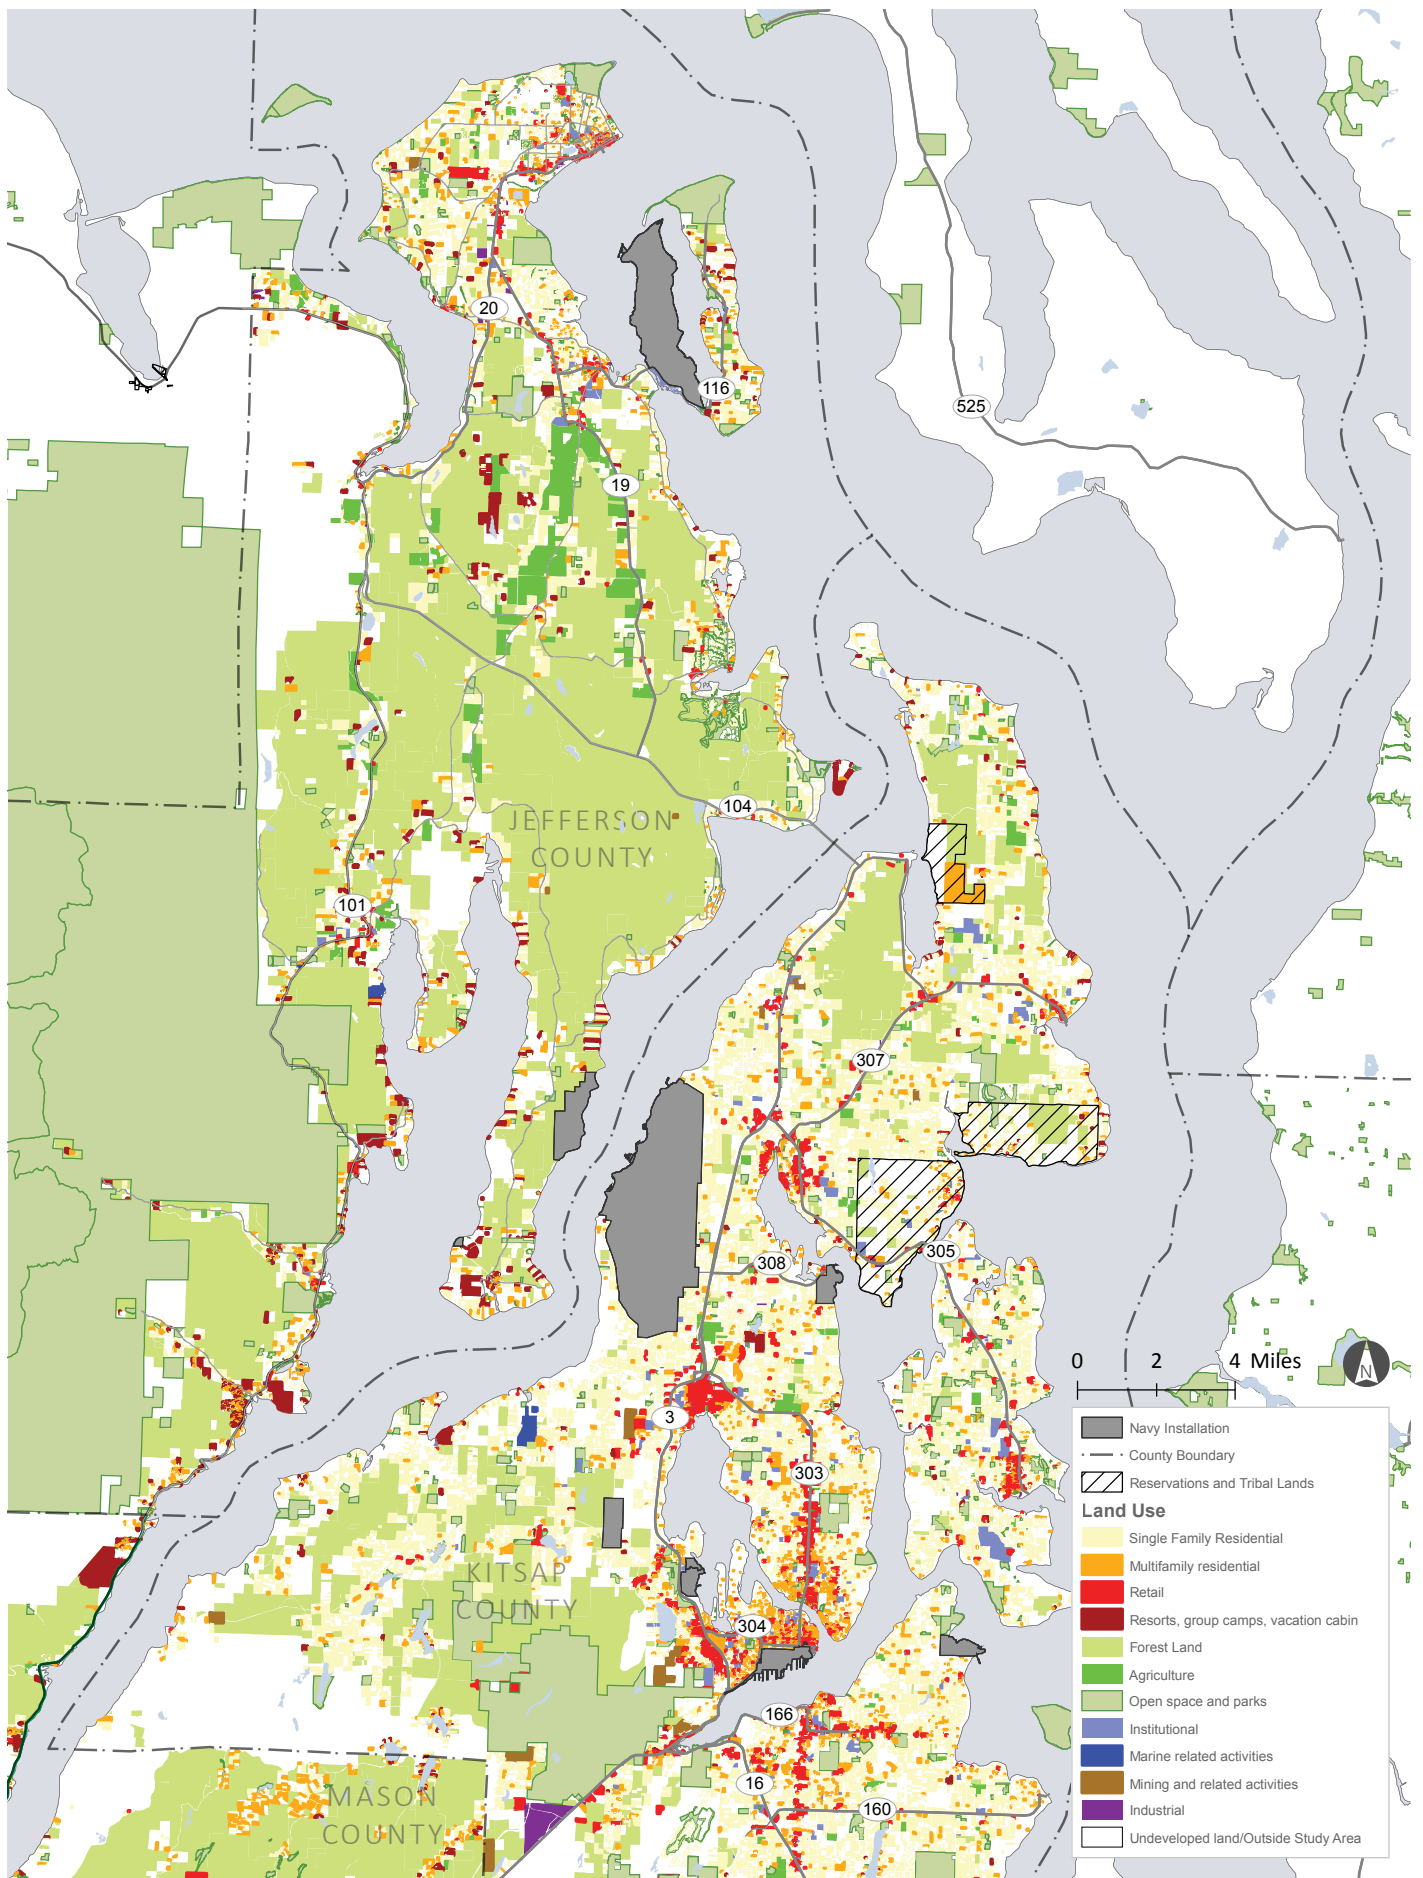 20
116
525
19
JEFFERSON
COUNTY
104
101
307
305
308
0 2 4 Miles
N
3
303
KITSAP
COUNTY
304
166
16
160
MASON
COUNTY
Navy Installation
County Boundary
Reservations and Tribal Lands
Land Use
Single Family Residential
Multifamily residential
Retail
Resorts, group camps, vacation cabin
Forest Land
Agriculture
Open space and parks
Institutional
Marine related activities
Mining and related activities
Industrial
Undeveloped land/Outside Study Area